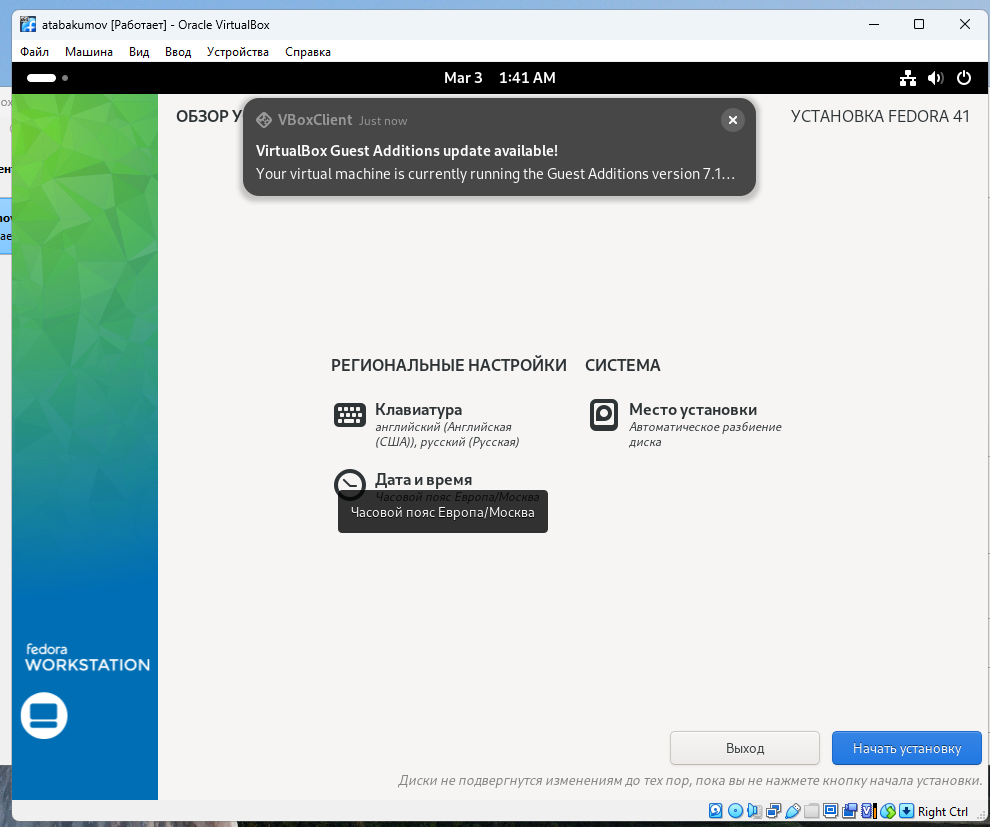 atabakumov [Работает] - Oracle VirtualBox
Файл Машина Вид Ввод Устройства Справка
Mar 3 1:41 AM
ОБЗОР У
УСТАНОВКА FEDORA 41
VBoxClient Just now
VirtualBox Guest Additions update available!
Your virtual machine is currently running the Guest Additions version 7.1...
РЕГИОНАЛЬНЫЕ НАСТРОЙКИ
Клавиатура
английский (Английская
(США)), русский (Русская)
Дата и время
Часовой пояс Европа/Москва
Часовой пояс Европа/Москва
СИСТЕМА
Место установки
Автоматическое разбиение
диска
fedora
WORKSTATION
Выход
Начать установку
Диски не подвергнутся изменениям до тех пор, пока вы не нажмете кнопку начала установки.
Right Ctrl